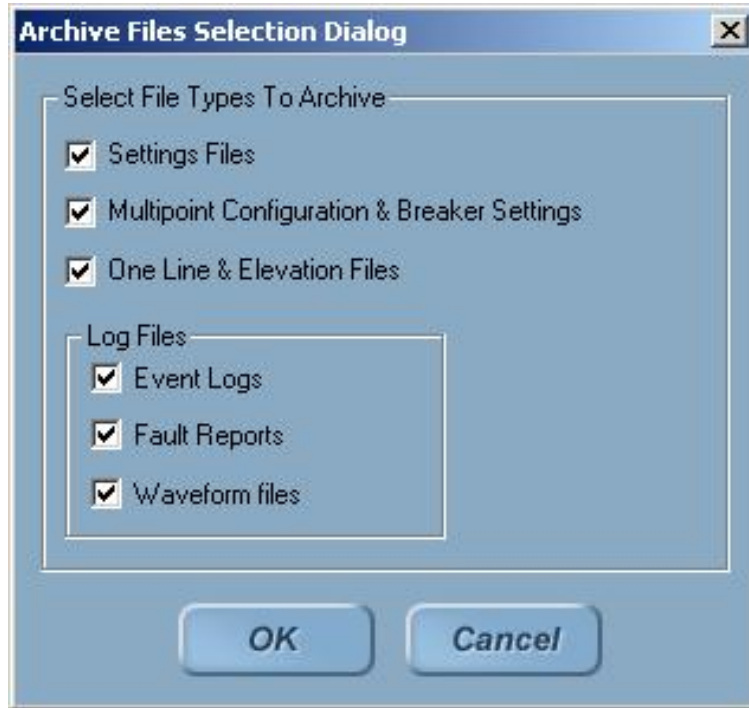 Archive Files Selection Dialog
Select File Types To Archive
Settings Files
Multipoint Configuration & Breaker Settings
One Line & Elevation Files
Log Files
Event Logs
Fault Reports
Waveform files
OK
Cancel